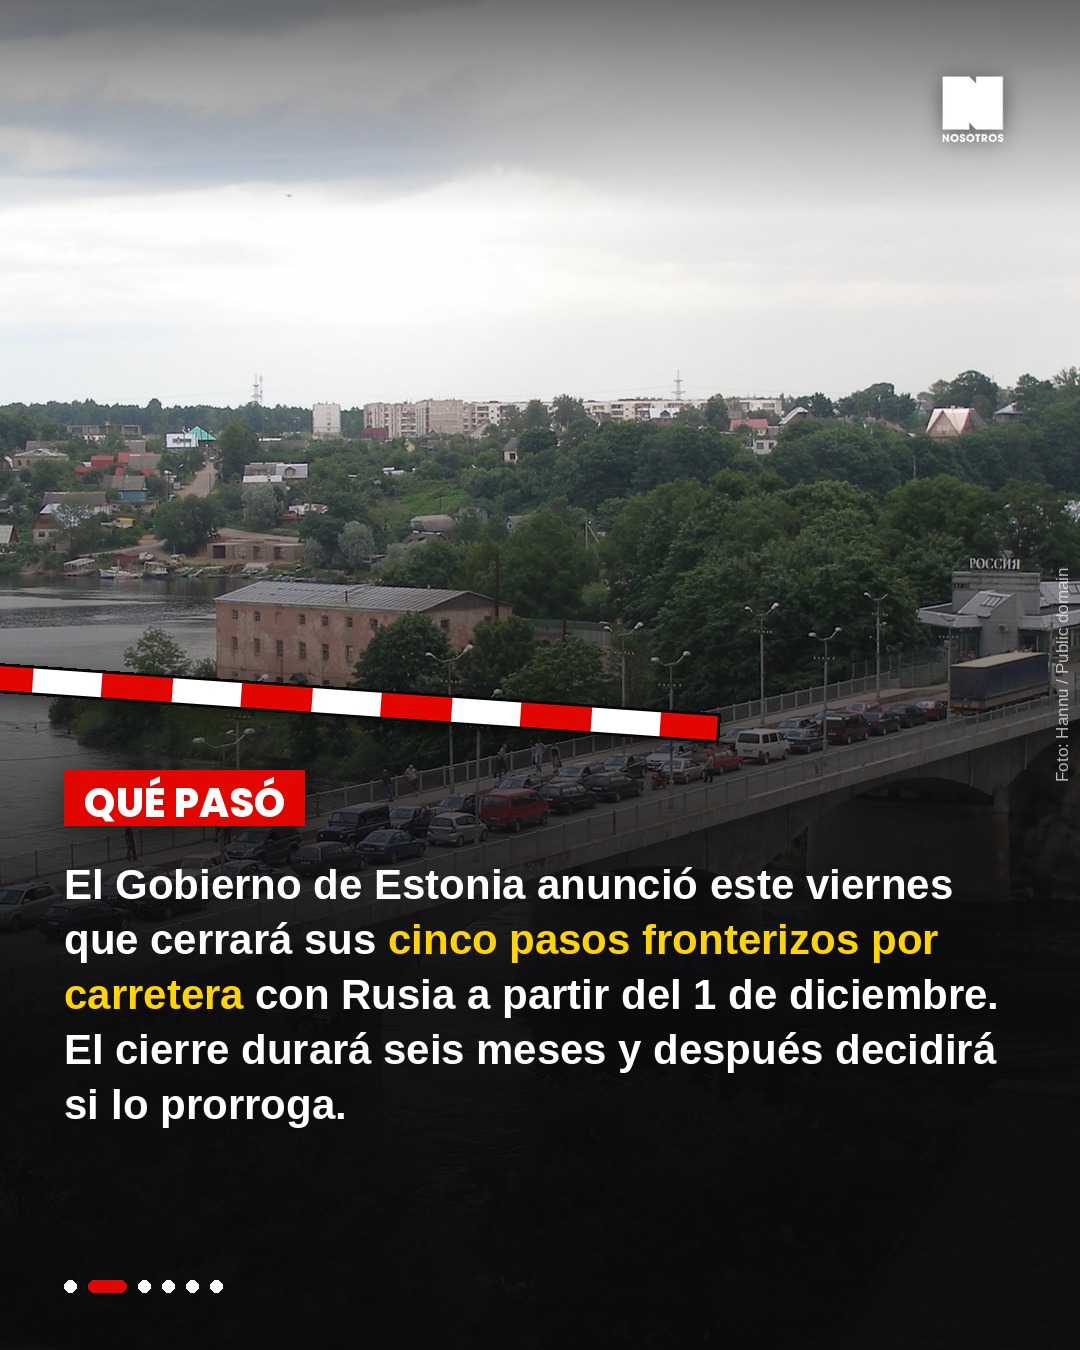 NOSOTROS
РОССИЯ
Foto: Hannu / Public domain
QUÉ PASÓ
El Gobierno de Estonia anunció este viernes
que cerrará sus cinco pasos fronterizos por
carretera con Rusia a partir del 1 de diciembre.
El cierre durará seis meses y después decidirá
si lo prorroga.